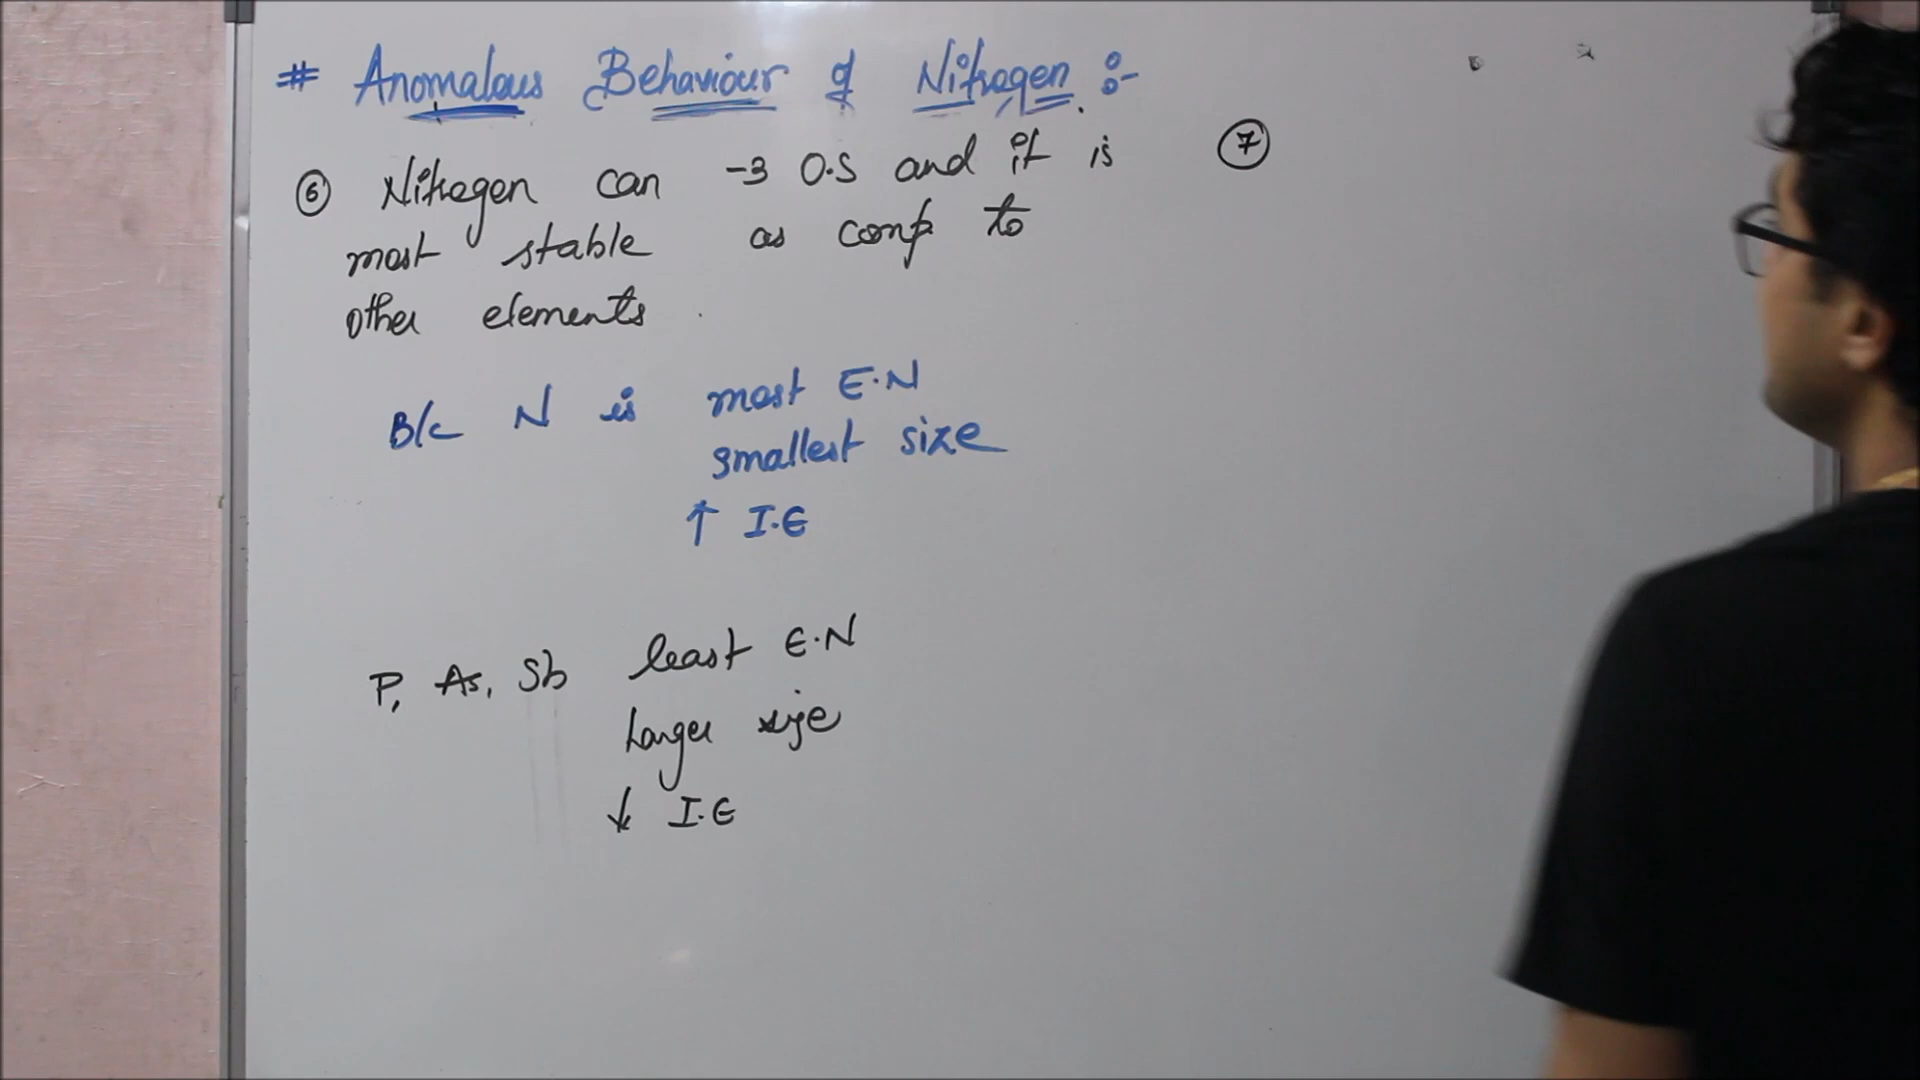 # Anomalous Behaviour of Nitrogen :-
⑥ Nitrogen can -3 O.S and it is
most stable as comp to
other elements
B/c N is most E.N
smallest size
↑ I.E
P, As, Sb least E.N
Larger size
↓ I.E
⑦